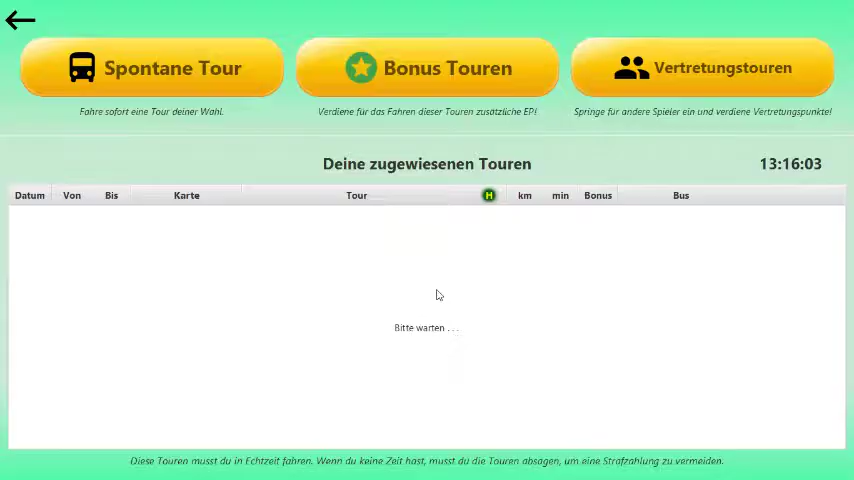 Spontane Tour
Bonus Touren
Vertretungstouren
Fahre sofort eine Tour deiner Wahl.
Verdiene für das Fahren dieser Touren zusätzliche EP!
Springe für andere Spieler ein und verdiene Vertretungspunkte!
Deine zugewiesenen Touren
13:16:03
Datum Von Bis Karte Tour H km min Bonus Bus
Bitte warten . . .
Diese Touren musst du in Echtzeit fahren. Wenn du keine Zeit hast, musst du die Touren absagen, um eine Strafzahlung zu vermeiden.